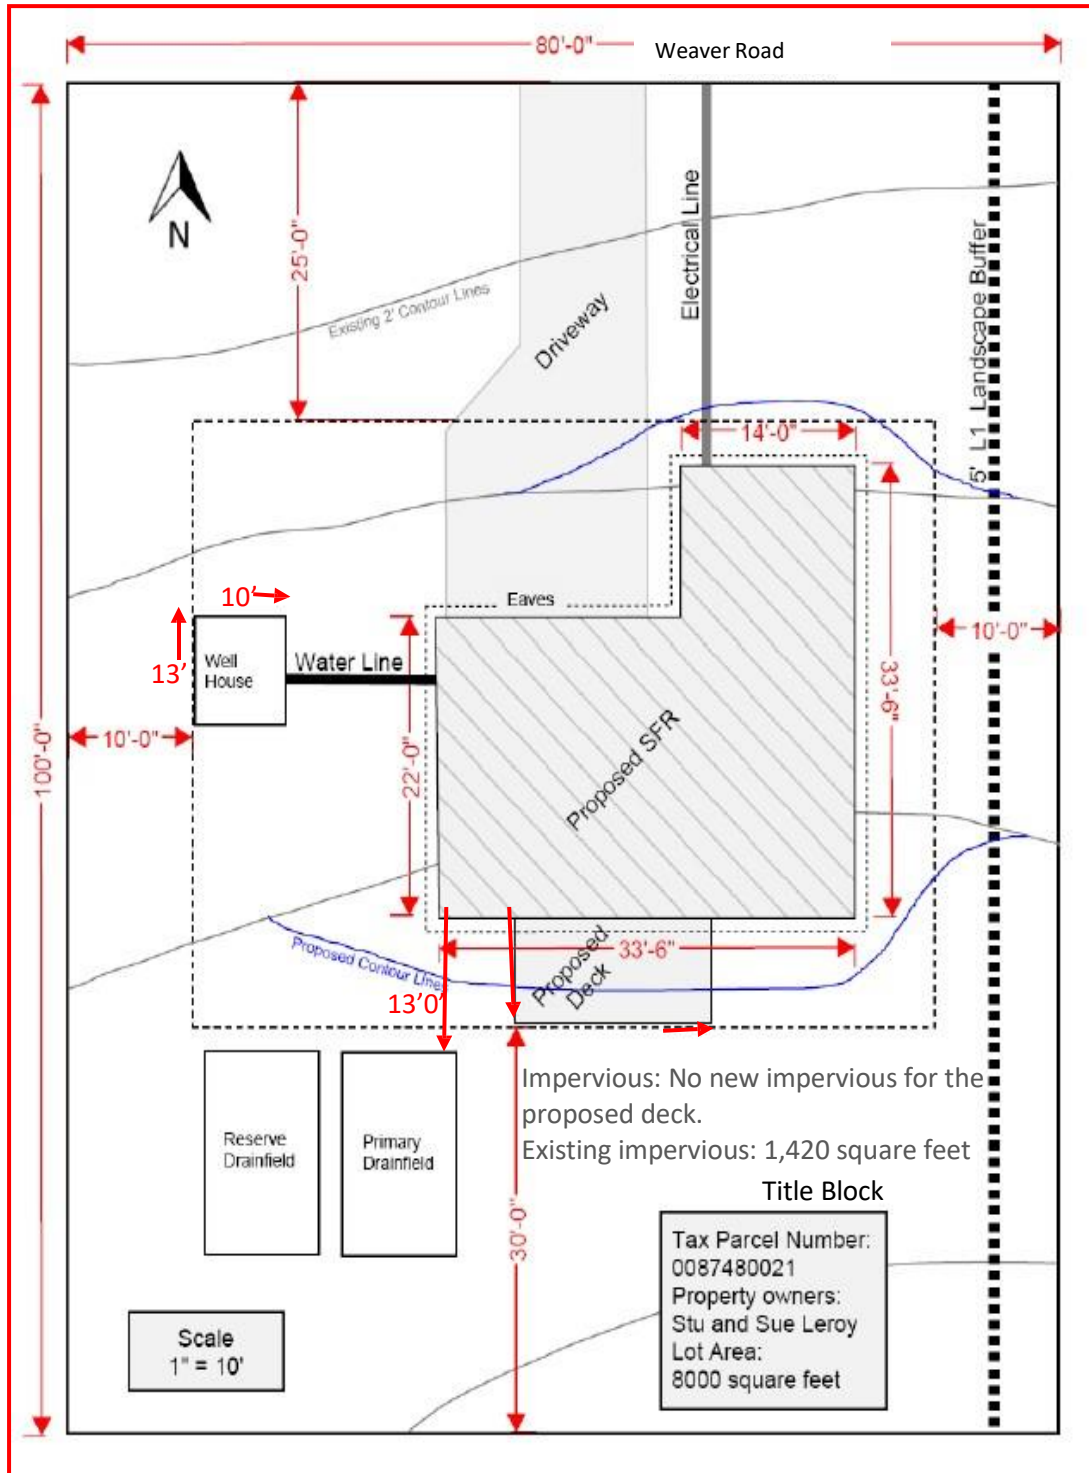 80'-0"
Weaver Road
N
25'-0"
Existing 2' Contour Lines
Driveway
Electrical Line
5' L1 Landscape Buffer
14'-0"
10'
Eaves
13'
Well
House
Water Line
10'-0"
10'-0"
100'-0"
22'-0"
Proposed SFR
33'-6"
33'-6"
Proposed Contour Lines
Proposed
Deck
13'0'
Impervious: No new impervious for the
proposed deck.
Existing impervious: 1,420 square feet
Reserve
Drainfield
Primary
Drainfield
30'-0"
Title Block
Tax Parcel Number:
0087480021
Property owners:
Stu and Sue Leroy
Lot Area:
8000 square feet
Scale
1" = 10'